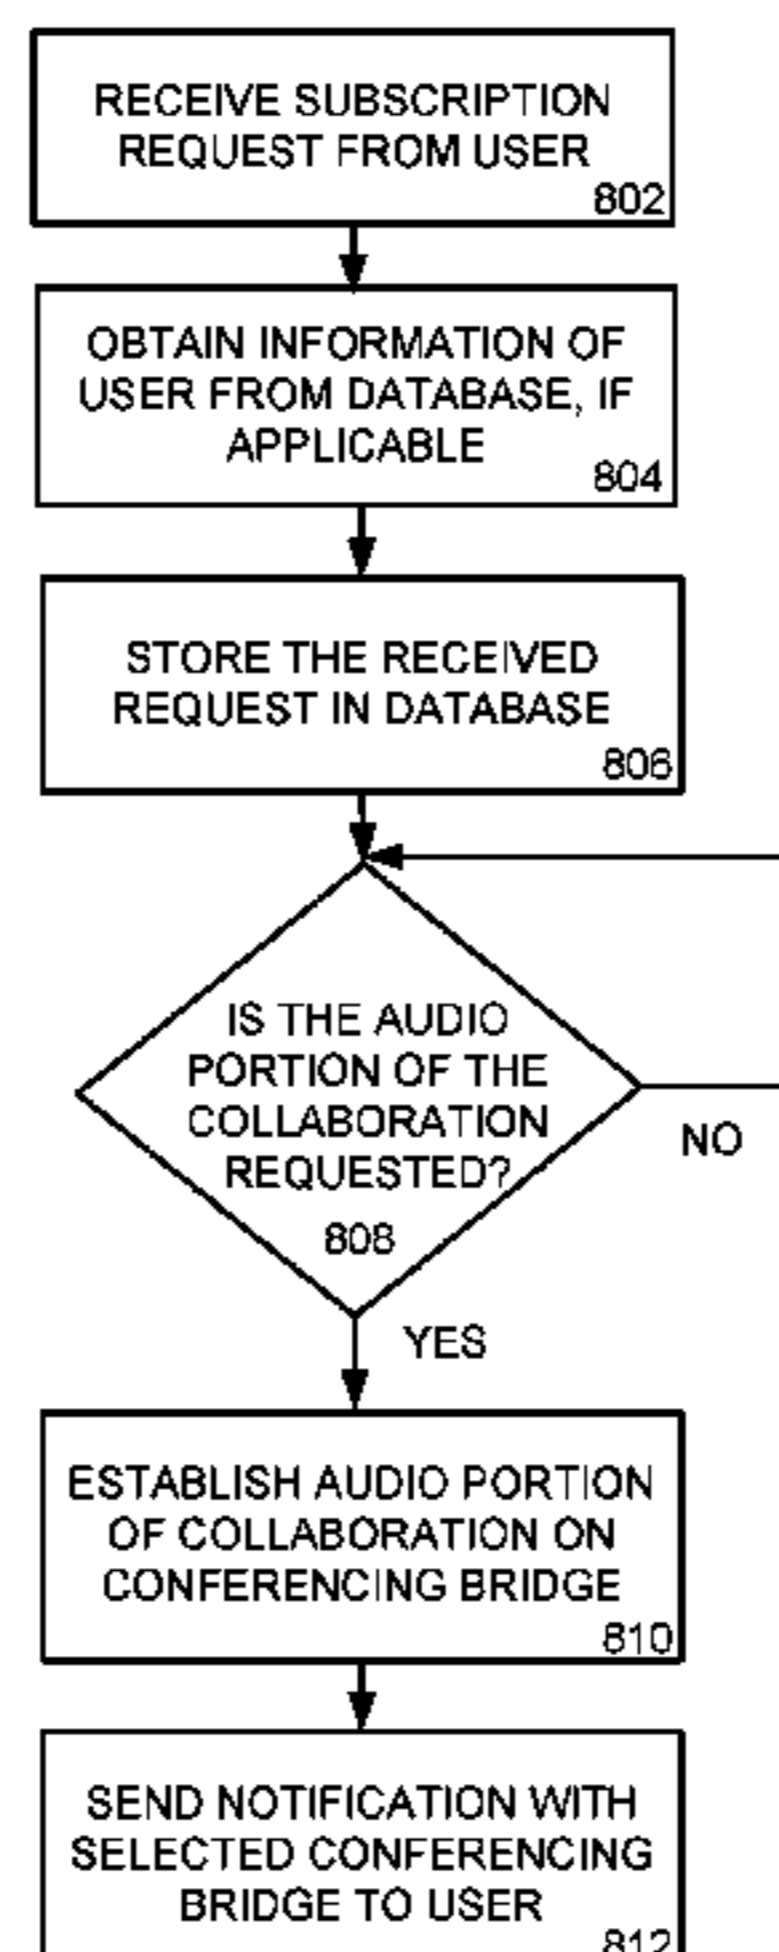 RECEIVE SUBSCRIPTION
REQUEST FROM USER
802
OBTAIN INFORMATION OF
USER FROM DATABASE, IF
APPLICABLE
804
STORE THE RECEIVED
REQUEST IN DATABASE
806
IS THE AUDIO
PORTION OF THE
COLLABORATION
REQUESTED?
808
NO
YES
ESTABLISH AUDIO PORTION
OF COLLABORATION ON
CONFERENCING BRIDGE
810
SEND NOTIFICATION WITH
SELECTED CONFERENCING
BRIDGE TO USER
812